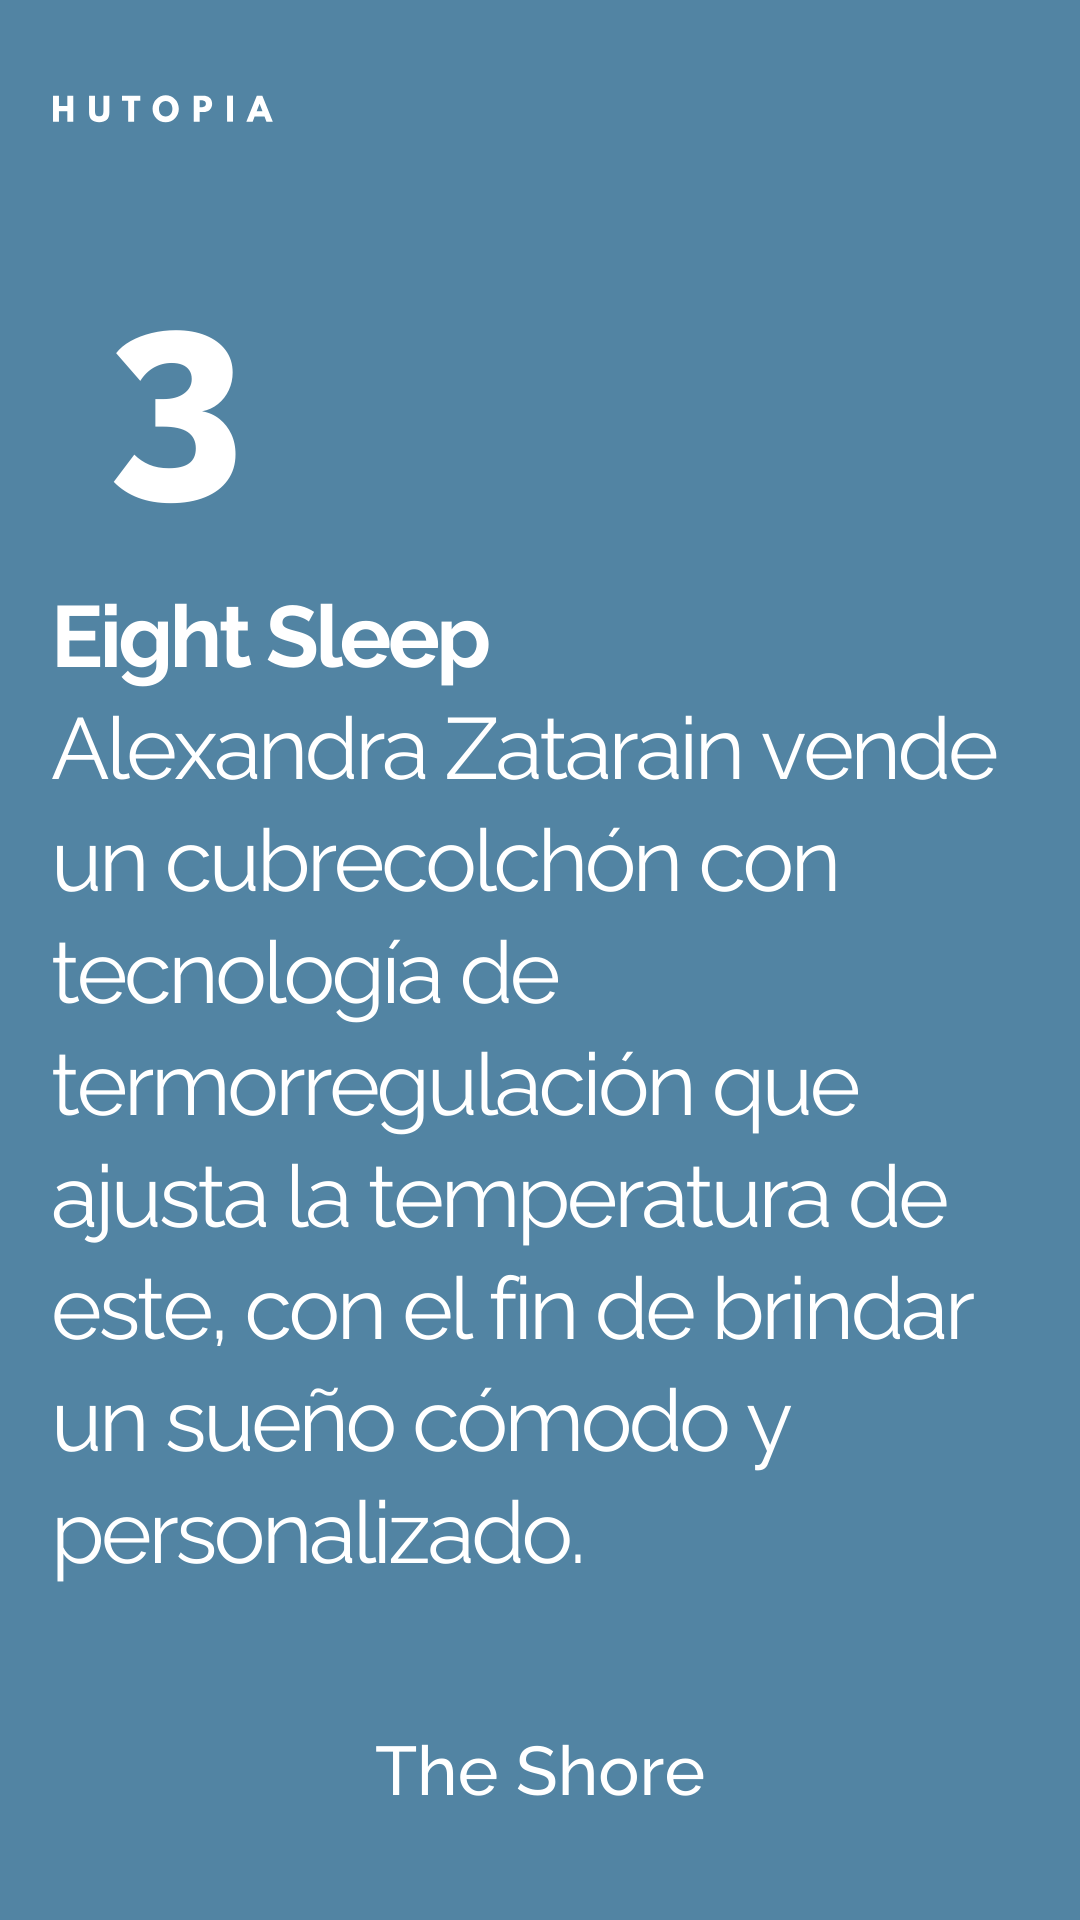 HUTOPIA
3
Eight Sleep
Alexandra Zatarain vende
un cubrecolchón con
tecnología de
termorregulación que
ajusta la temperatura de
este, con el fin de brindar
un sueño cómodo y
personalizado.
The Shore